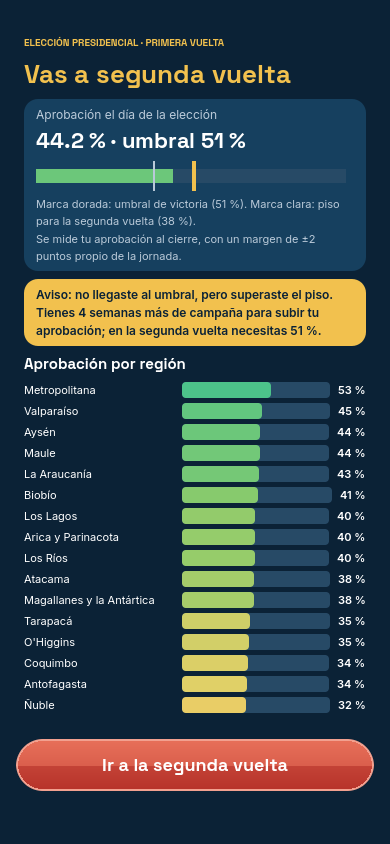 ELECCIÓN PRESIDENCIAL · PRIMERA VUELTA
Vas a segunda vuelta
Aprobación el día de la elección
44.2 % · umbral 51 %
Marca dorada: umbral de victoria (51 %). Marca clara: piso
para la segunda vuelta (38 %).
Se mide tu aprobación al cierre, con un margen de ±2
puntos propio de la jornada.
Aviso: no llegaste al umbral, pero superaste el piso.
Tienes 4 semanas más de campaña para subir tu
aprobación; en la segunda vuelta necesitas 51 %.
Aprobación por región
Metropolitana 53 %
Valparaíso 45 %
Aysén 44 %
Maule 44 %
La Araucanía 43 %
Biobío 41 %
Los Lagos 40 %
Arica y Parinacota 40 %
Los Ríos 40 %
Atacama 38 %
Magallanes y la Antártica 38 %
Tarapacá 35 %
O'Higgins 35 %
Coquimbo 34 %
Antofagasta 34 %
Ñuble 32 %
Ir a la segunda vuelta